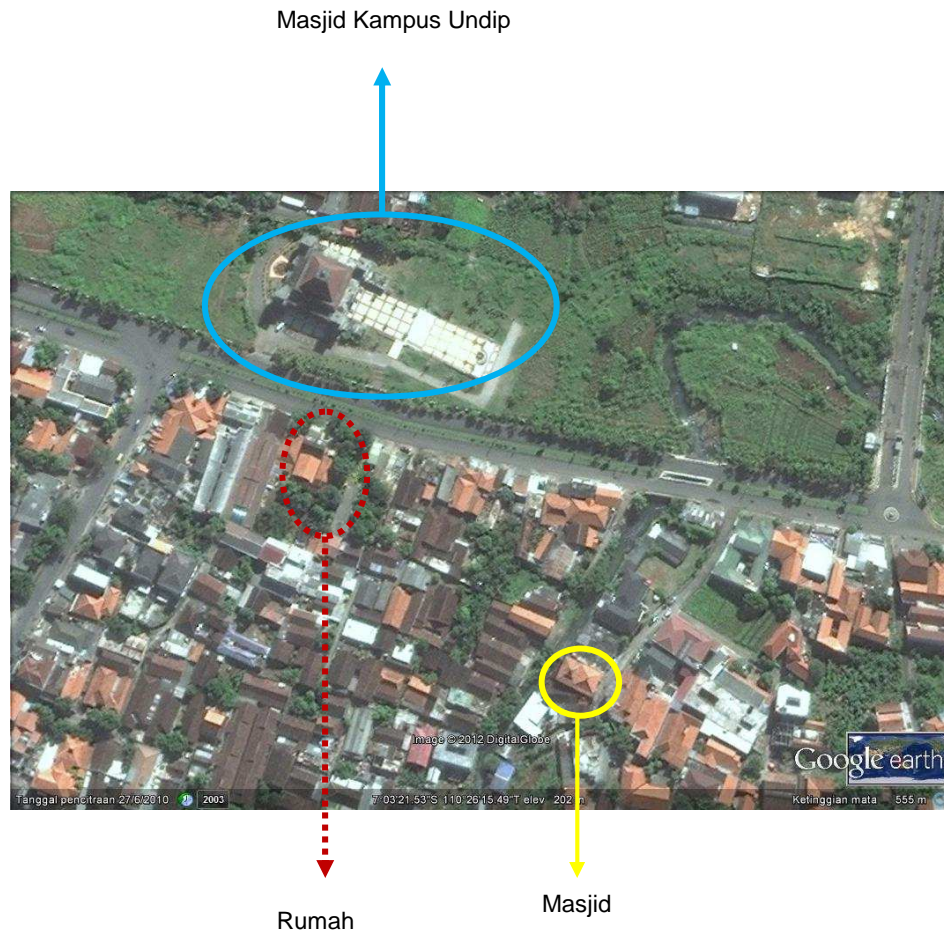 Masjid Kampus Undip
Image © 2012 DigitalGlobe
Google earth
Tanggal pencitraan 27/6/2010 2003 7°03'21.53"S 110°26'15.49"T elev 202 m Ketinggian mata 555 m
Masjid
Rumah